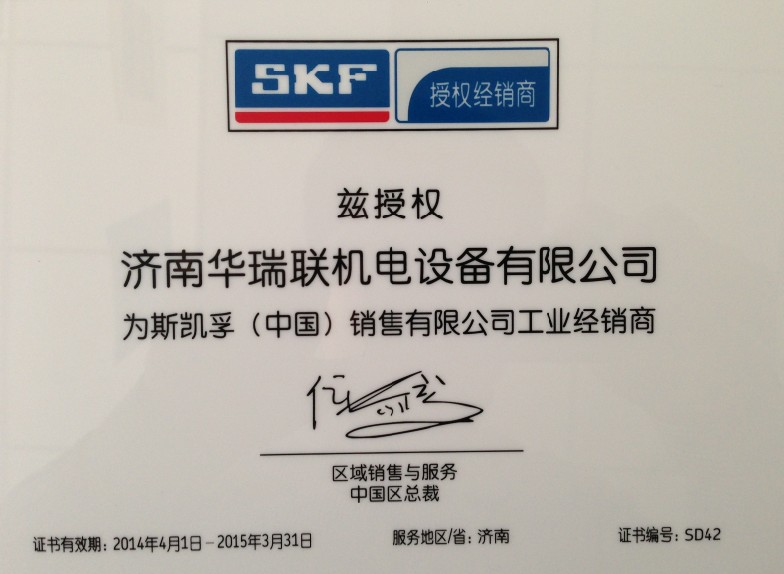 SKF 授权经销商
兹授权
济南华瑞联机电设备有限公司
为斯凯孚（中国）销售有限公司工业经销商
区域销售与服务
中国区总裁
证书有效期：2014年4月1日－2015年3月31日 服务地区/省：济南 证书编号：SD42